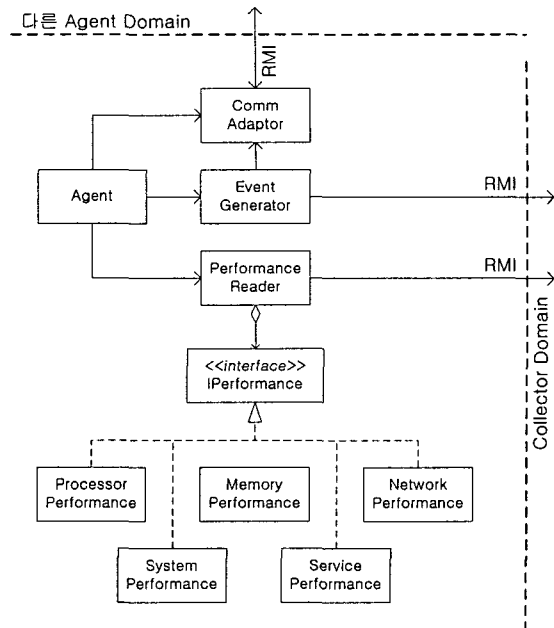 다른 Agent Domain
RMI
Comm
Adaptor
Agent
Event
Generator
RMI
Performance
Reader
RMI
Collector Domain
<<interface>>
IPerformance
Processor
Performance
Memory
Performance
Network
Performance
System
Performance
Service
Performance